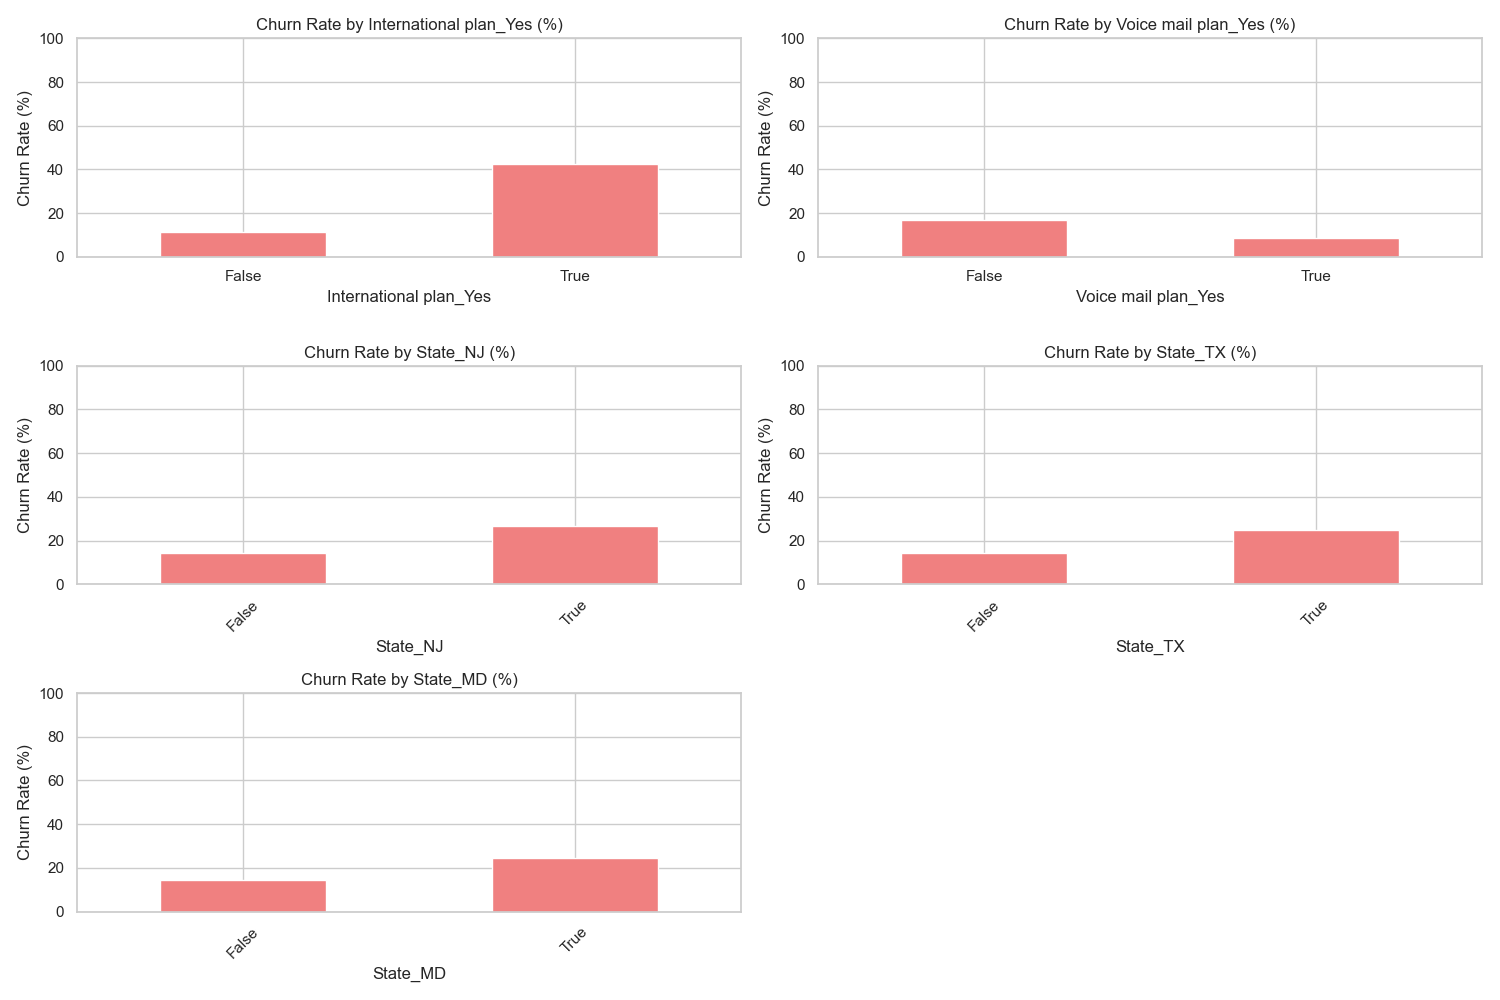 Churn Rate by International plan_Yes (%)
Churn Rate (%)
100
80
60
40
20
0
False
True
International plan_Yes
Churn Rate by Voice mail plan_Yes (%)
Churn Rate (%)
100
80
60
40
20
0
False
True
Voice mail plan_Yes
Churn Rate by State_NJ (%)
Churn Rate (%)
100
80
60
40
20
0
False
True
State_NJ
Churn Rate by State_TX (%)
Churn Rate (%)
100
80
60
40
20
0
False
True
State_TX
Churn Rate by State_MD (%)
Churn Rate (%)
100
80
60
40
20
0
False
True
State_MD